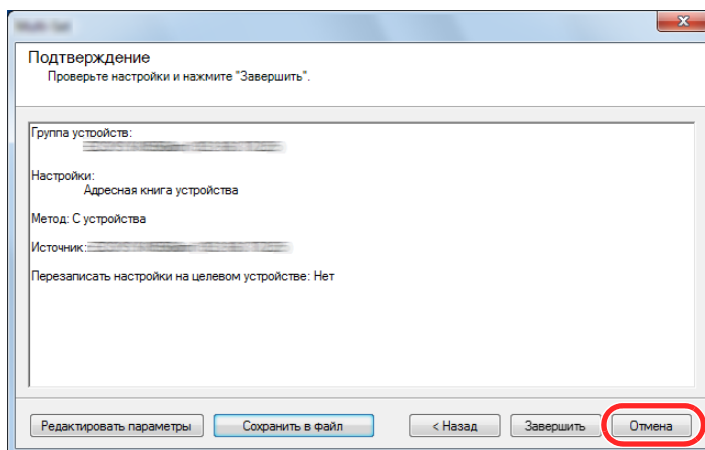 Подтверждение
Проверьте настройки и нажмите "Завершить".
Группа устройств:
Настройки:
Адресная книга устройства
Метод: С устройства
Источник:
Перезаписать настройки на целевом устройстве: Нет
Редактировать параметры Сохранить в файл < Назад Завершить Отмена